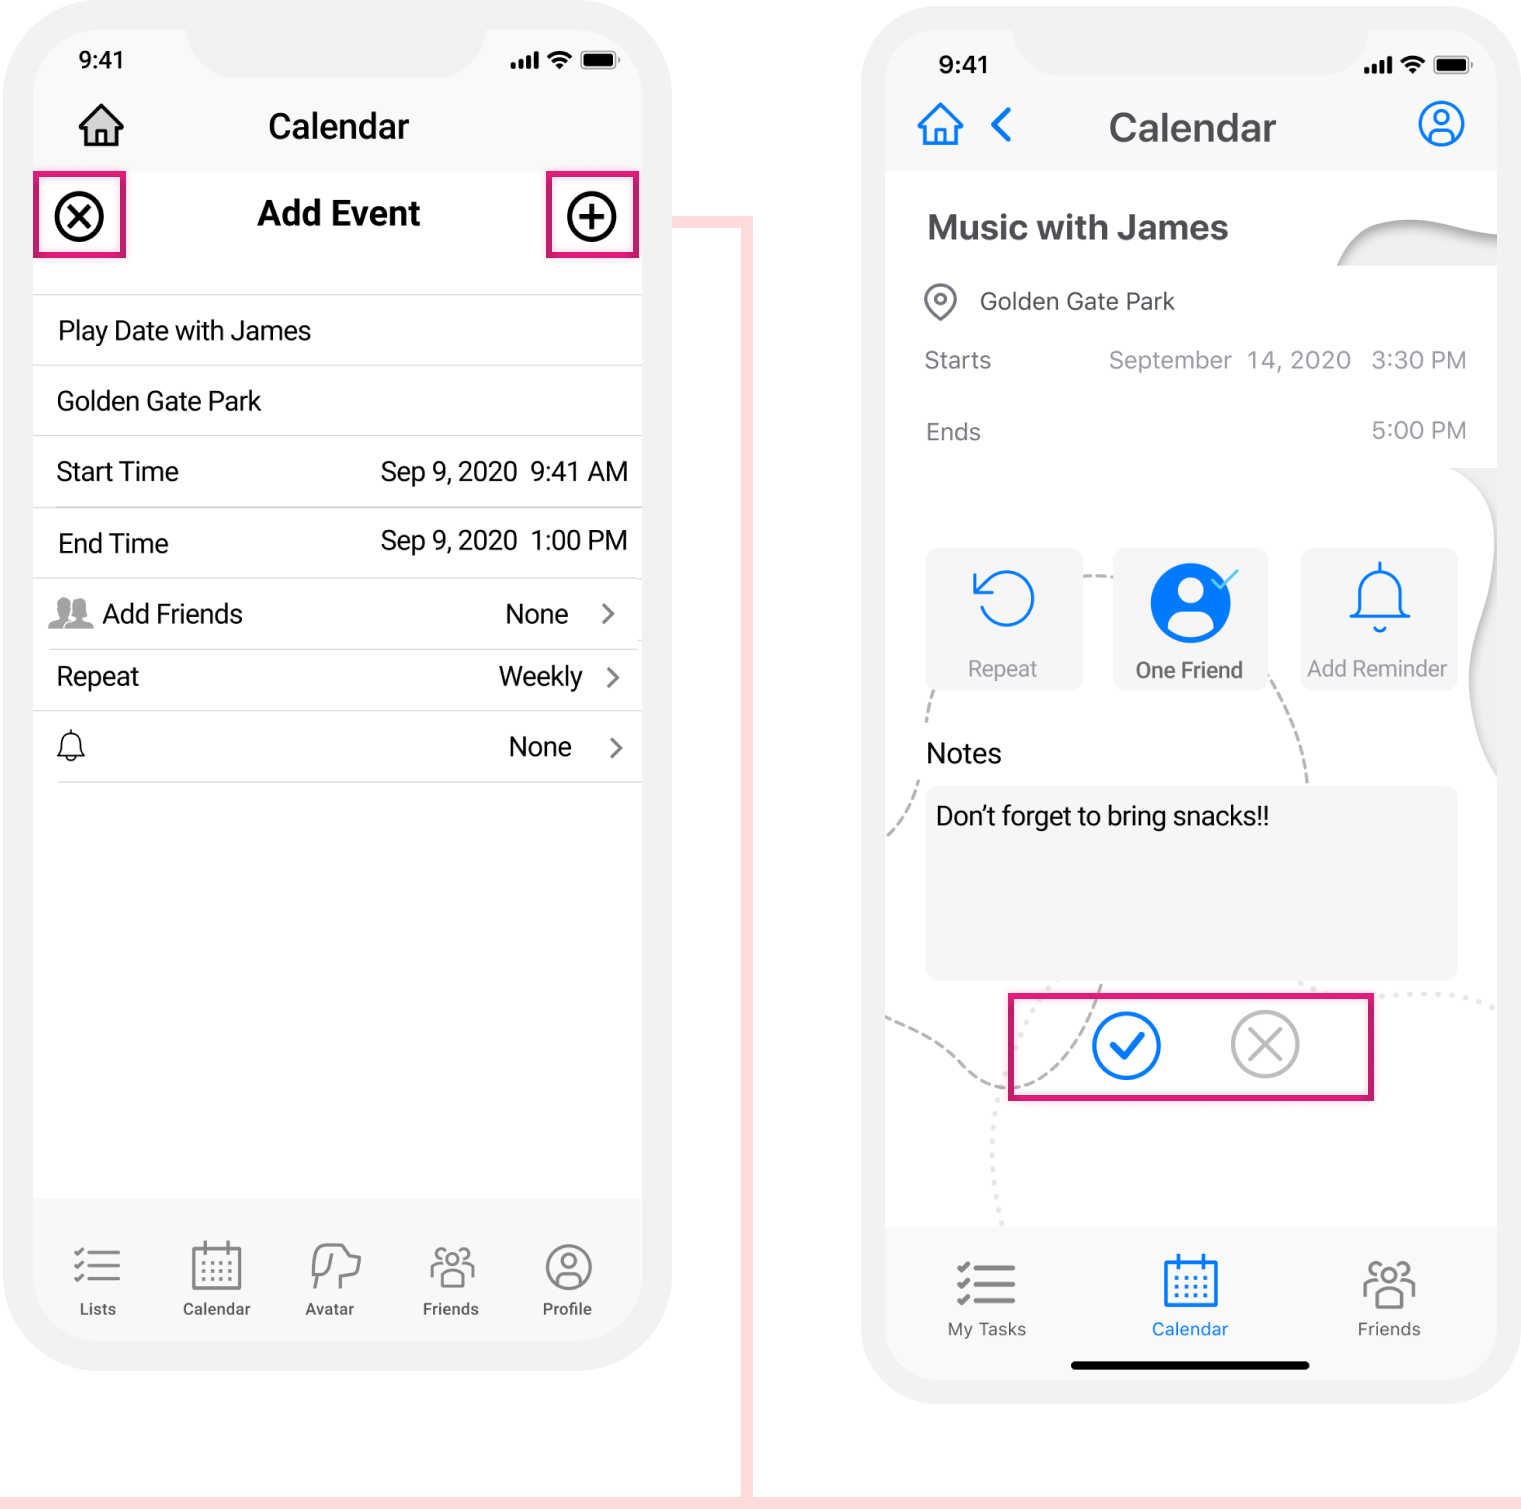 9:41
Calendar
Add Event
Play Date with James
Golden Gate Park
Start Time Sep 9, 2020 9:41 AM
End Time Sep 9, 2020 1:00 PM
Add Friends None
Repeat Weekly
None
Lists Calendar Avatar Friends Profile
9:41
Calendar
Music with James
Golden Gate Park
Starts September 14, 2020 3:30 PM
Ends 5:00 PM
Repeat One Friend Add Reminder
Notes
Don't forget to bring snacks!!
My Tasks Calendar Friends